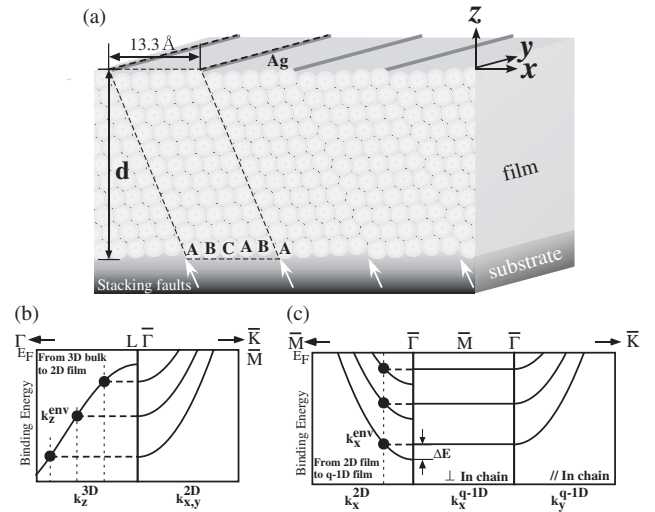 (a)
13.3 Å
Ag
z
y
x
d
film
A B C A B A
substrate
Stacking faults
(b)
Γ
L
Γ̅
K̅
M̅
E_F
From 3D bulk
to 2D film
k_z^env
Binding Energy
k_z^3D
k_x,y^2D
(c)
M̅
Γ̅
M̅
Γ̅
K̅
E_F
k_x^env
ΔE
Binding Energy
From 2D film
to q-1D film
⊥ In chain
// In chain
k_x^2D
k_x^q-1D
k_y^q-1D